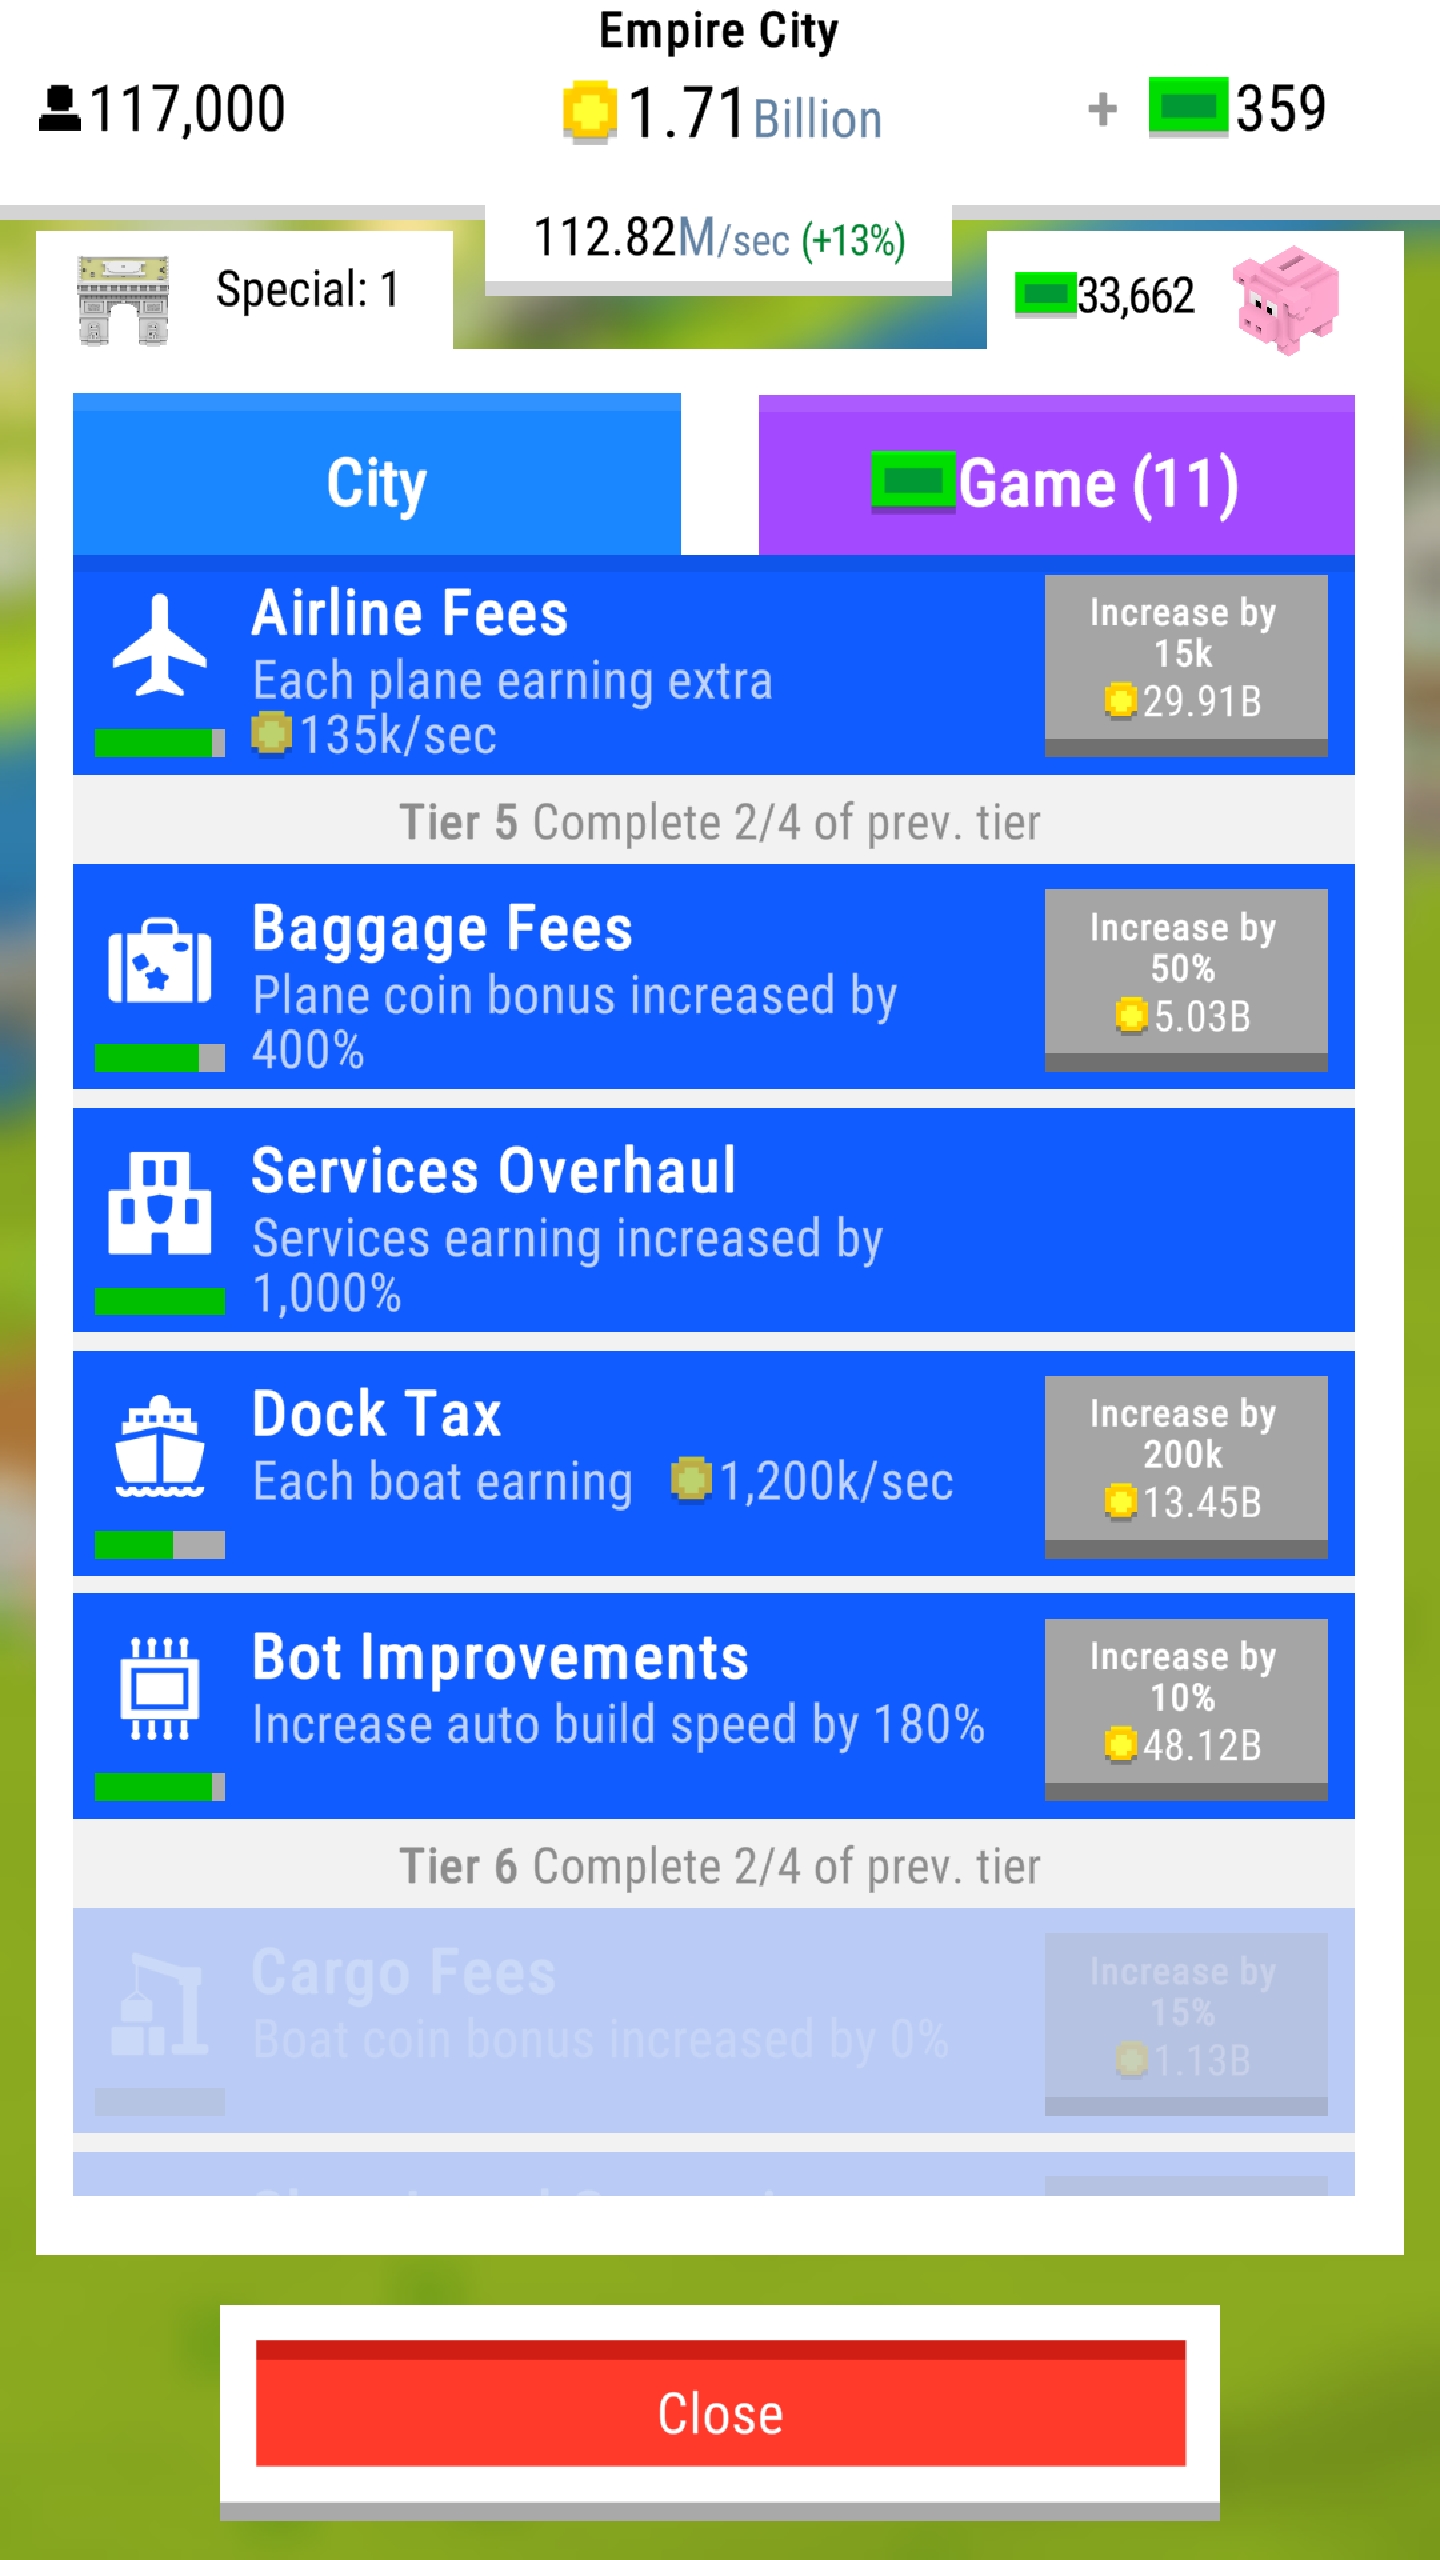 Empire City
117,000
1.71Billion
+ 359
112.82M/sec (+13%)
Special: 1
33,662
City
Game (11)
Airline Fees
Each plane earning extra
135k/sec
Increase by
15k
29.91B
Tier 5 Complete 2/4 of prev. tier
Baggage Fees
Plane coin bonus increased by
400%
Increase by
50%
5.03B
Services Overhaul
Services earning increased by
1,000%
Dock Tax
Each boat earning 1,200k/sec
Increase by
200k
13.45B
Bot Improvements
Increase auto build speed by 180%
Increase by
10%
48.12B
Tier 6 Complete 2/4 of prev. tier
Cargo Fees
Boat coin bonus increased by 0%
Increase by
15%
1.13B
Close